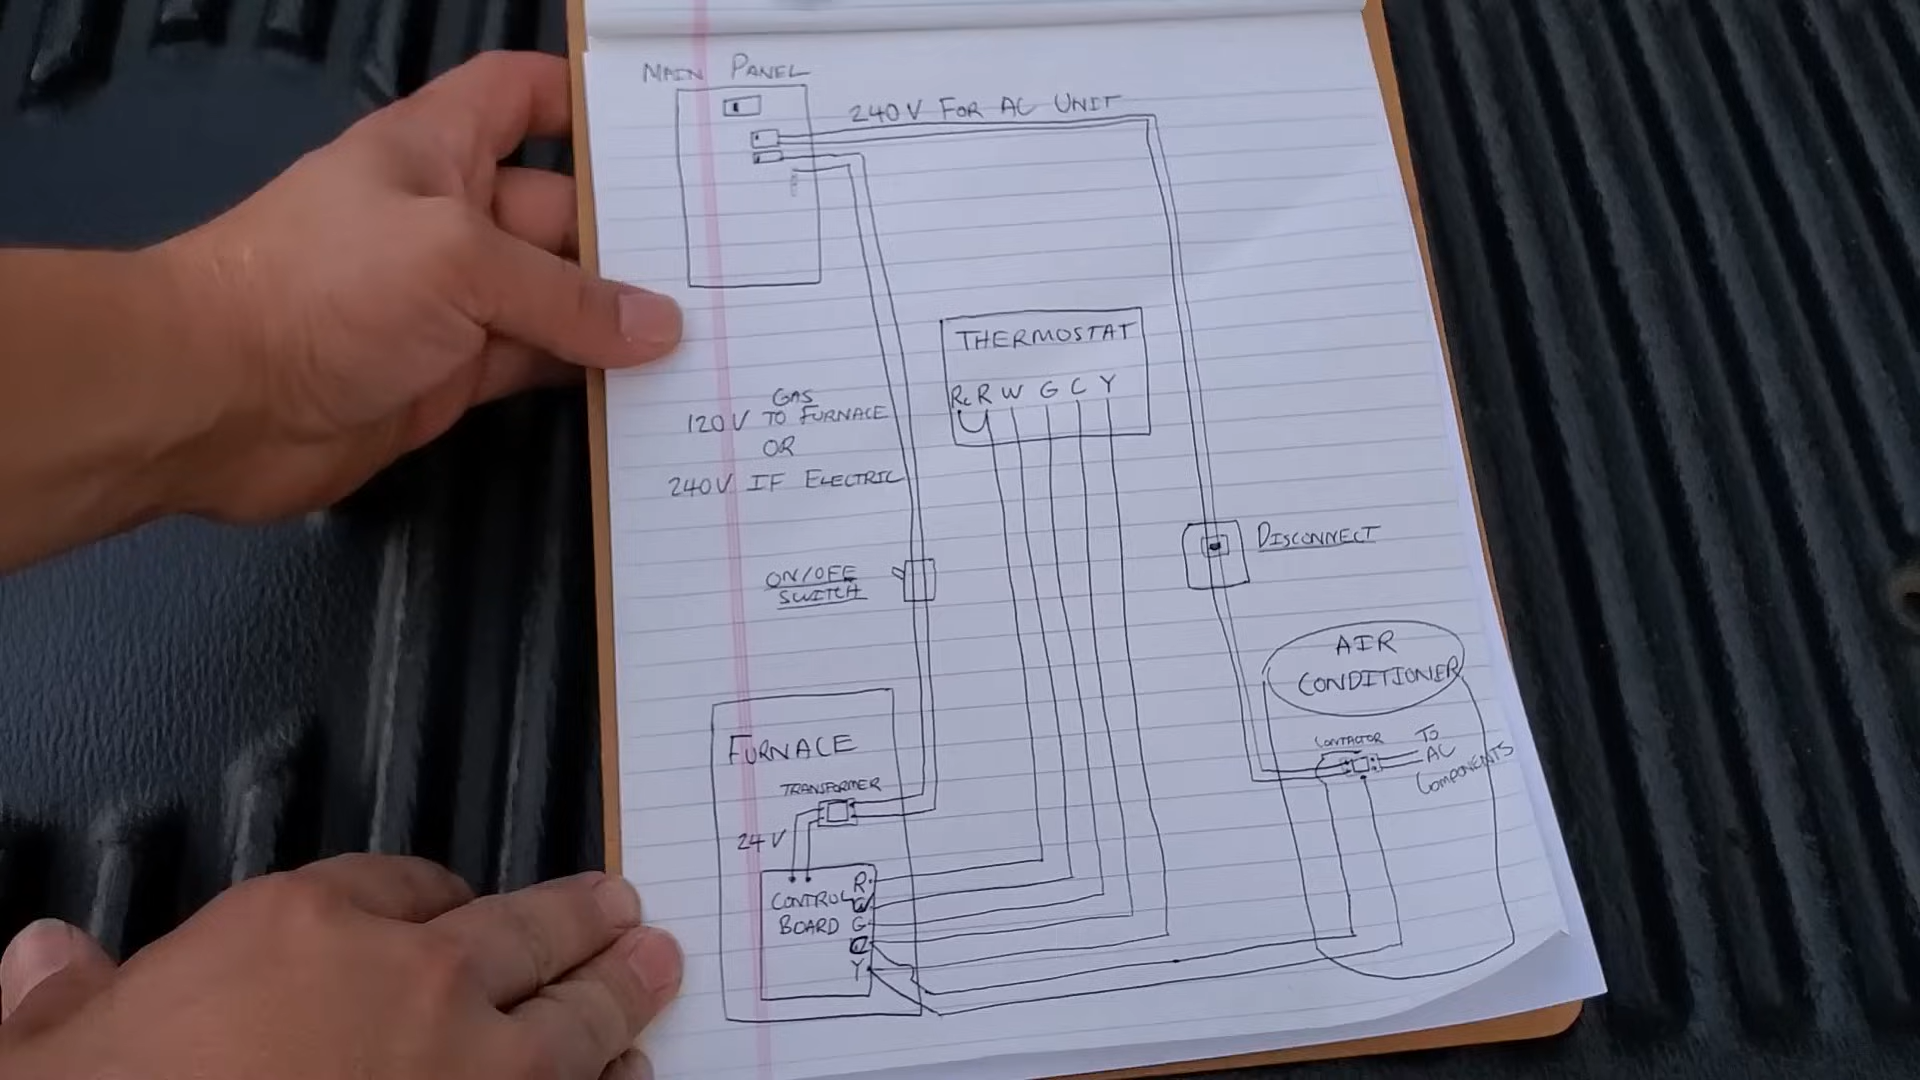 MAIN PANEL
240V FOR AC UNIT
THERMOSTAT
Rc R W G C Y
GAS
120V TO FURNACE
OR
240V IF ELECTRIC
DISCONNECT
ON/OFF
SWITCH
AIR
CONDITIONER
CONTACTOR
TO
AC
COMPONENTS
FURNACE
TRANSFORMER
24V
CONTROL
BOARD
R
W
G
C
Y